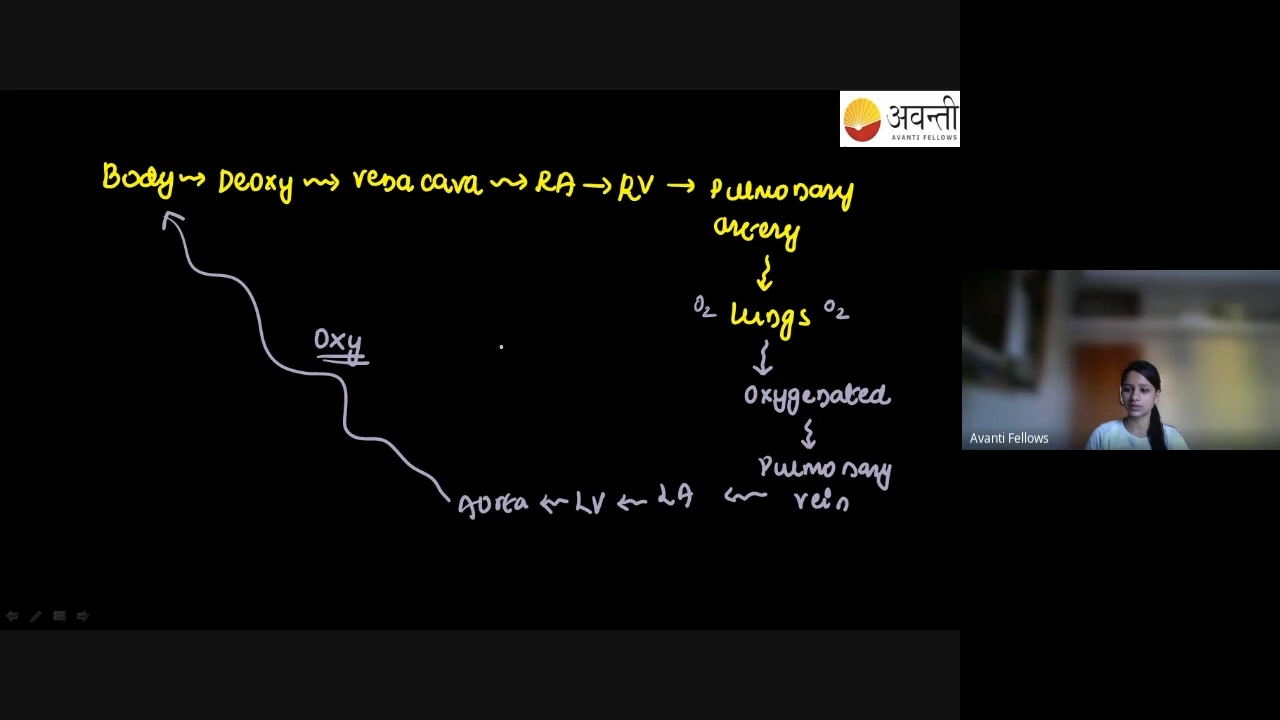 अवन्ती
AVANTI FELLOWS
Body → Deoxy → vena cava → RA → RV → Pulmonary
artery
O2 Lungs O2
Oxy
Oxygenated
Pulmonary
vein
Aorta ← LV ← LA ←
Avanti Fellows